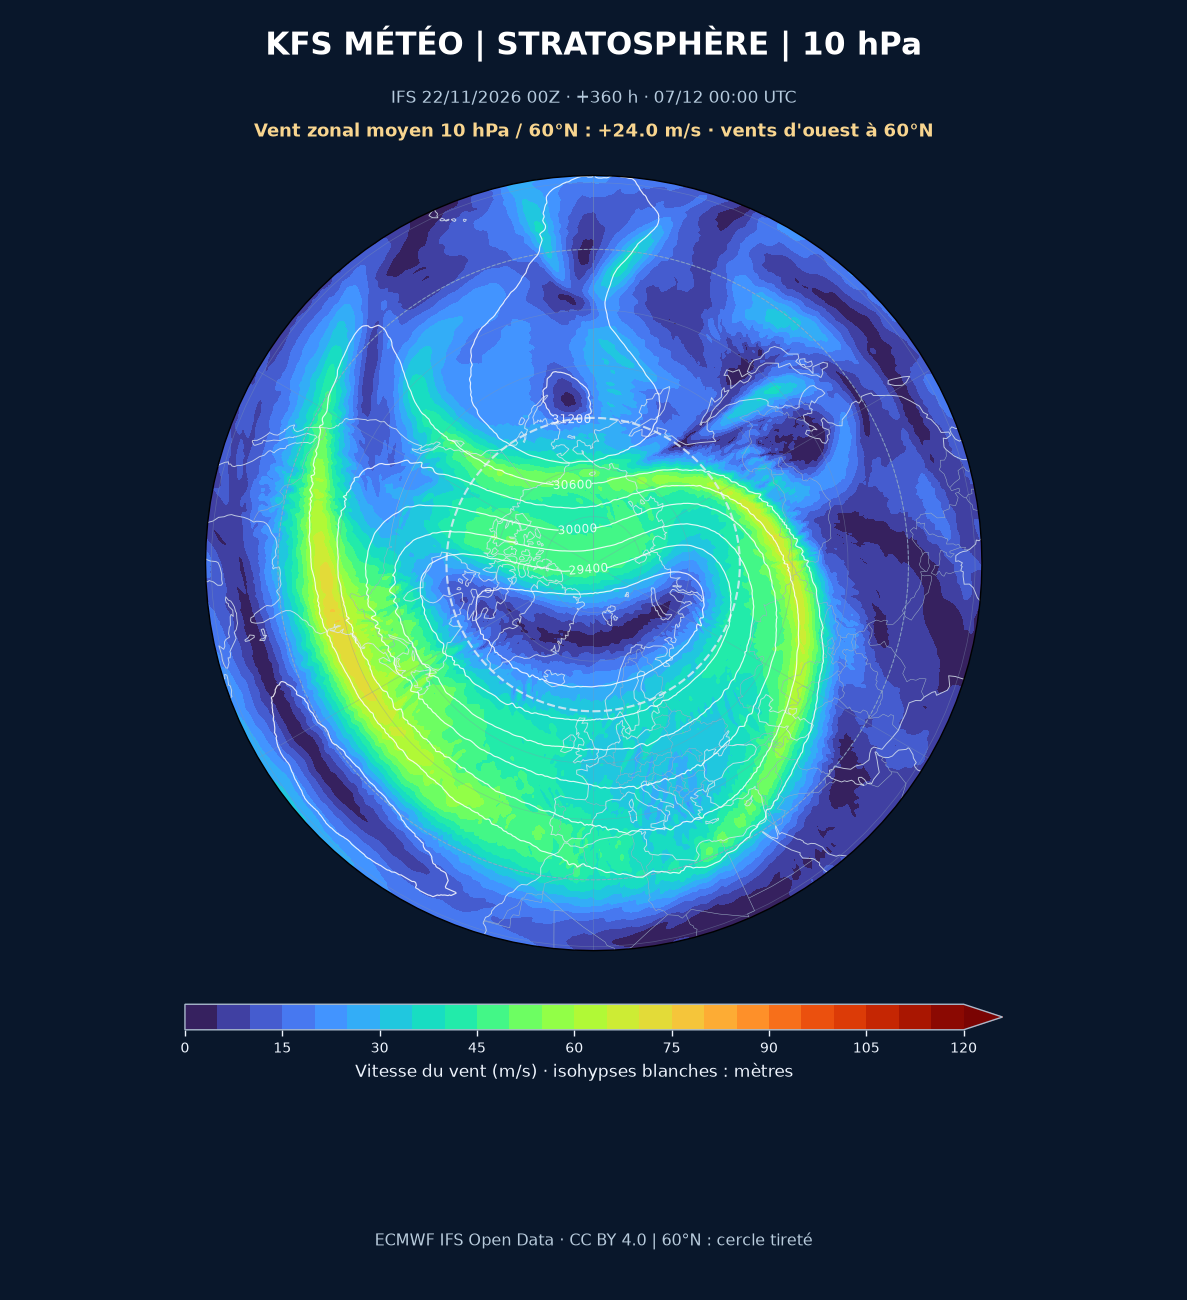 KFS MÉTÉO | STRATOSPHÈRE | 10 hPa
IFS 22/11/2026 00Z · +360 h · 07/12 00:00 UTC
Vent zonal moyen 10 hPa / 60°N : +24.0 m/s · vents d'ouest à 60°N
31200
30600
30000
29400
0 15 30 45 60 75 90 105 120
Vitesse du vent (m/s) · isohypses blanches : mètres
ECMWF IFS Open Data · CC BY 4.0 | 60°N : cercle tireté